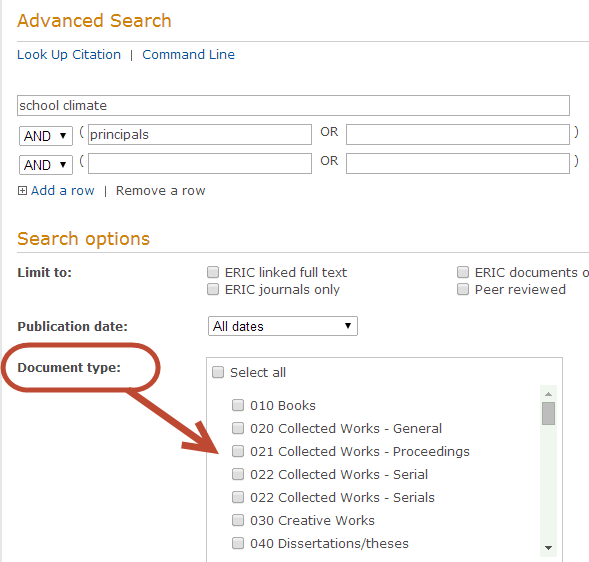 Advanced Search
Look Up Citation | Command Line
school climate
AND ( principals OR )
AND ( OR )
Add a row | Remove a row
Search options
Limit to: ERIC linked full text ERIC documents o
ERIC journals only Peer reviewed
Publication date: All dates
Document type: Select all
010 Books
020 Collected Works - General
021 Collected Works - Proceedings
022 Collected Works - Serial
022 Collected Works - Serials
030 Creative Works
040 Dissertations/theses